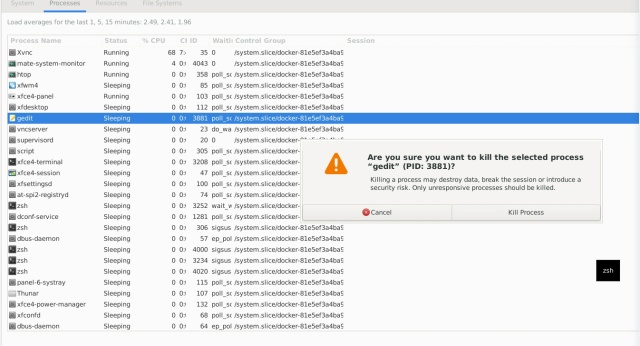 System Processes Resources File Systems
Load averages for the last 1, 5, 15 minutes: 2.49, 2.41, 1.96
Process Name Status % CPU CI ID Waiti Control Group Session
Xvnc Running 68 7: 35 0 /system.slice/docker-81e5ef3a4ba9
mate-system-monitor Running 4 0: 4043 0 /system.slice/docker-81e5ef3a4ba9
htop Running 0 0: 358 poll_sc /system.slice/docker-81e5ef3a4ba9
xfwm4 Sleeping 0 0: 85 poll_sc /system.slice/docker-81e5ef3a4ba9
xfce4-panel Running 0 0: 103 poll_sc /system.slice/docker-81e5ef3a4ba9
xfdesktop Sleeping 0 0: 112 poll_sc /system.slice/docker-81e5ef3a4ba9
gedit Sleeping 0 0: 3881 poll_sc /system.slice/docker-81e5ef3a4ba9
vncserver Sleeping 0 0: 23 do_wa /system.slice/docker-81e5ef3a4ba9
supervisord Sleeping 0 0: 20 0 /system.slice/docker-81e5ef3a4ba9
script Sleeping 0 0: 305 poll_sc /system.slice/docker-
xfce4-terminal Sleeping 0 0: 3208 poll_sc /system.slice/docker-
xfce4-session Sleeping 0 0: 47 poll_sc /system.slice/docker-
xfsettingsd Sleeping 0 0: 100 poll_sc /system.slice/docker-
at-spi2-registryd Sleeping 0 0: 74 poll_sc /system.slice/docker-
zsh Sleeping 0 0: 3252 wait_w /system.slice/docker-
dconf-service Sleeping 0 0: 1281 poll_sc /system.slice/docker-
zsh Sleeping 0 0: 306 sigsus /system.slice/docker-81e5ef3a4ba9
dbus-daemon Sleeping 0 0: 57 ep_pol /system.slice/docker-81e5ef3a4ba9
zsh Sleeping 0 0: 4000 sigsus /system.slice/docker-81e5ef3a4ba9
zsh Sleeping 0 0: 3234 sigsus /system.slice/docker-81e5ef3a4ba9
zsh Sleeping 0 0: 4020 sigsus /system.slice/docker-81e5ef3a4ba9
panel-6-systray Sleeping 0 0: 115 poll_sc /system.slice/docker-81e5ef3a4ba9
Thunar Sleeping 0 0: 107 poll_sc /system.slice/docker-81e5ef3a4ba9
xfce4-power-manager Sleeping 0 0: 132 poll_sc /system.slice/docker-81e5ef3a4ba9
xfconfd Sleeping 0 0: 68 poll_sc /system.slice/docker-81e5ef3a4ba9
dbus-daemon Sleeping 0 0: 64 ep_pol /system.slice/docker-81e5ef3a4ba9
Are you sure you want to kill the selected process
“gedit” (PID: 3881)?
Killing a process may destroy data, break the session or introduce a
security risk. Only unresponsive processes should be killed.
Cancel Kill Process
zsh